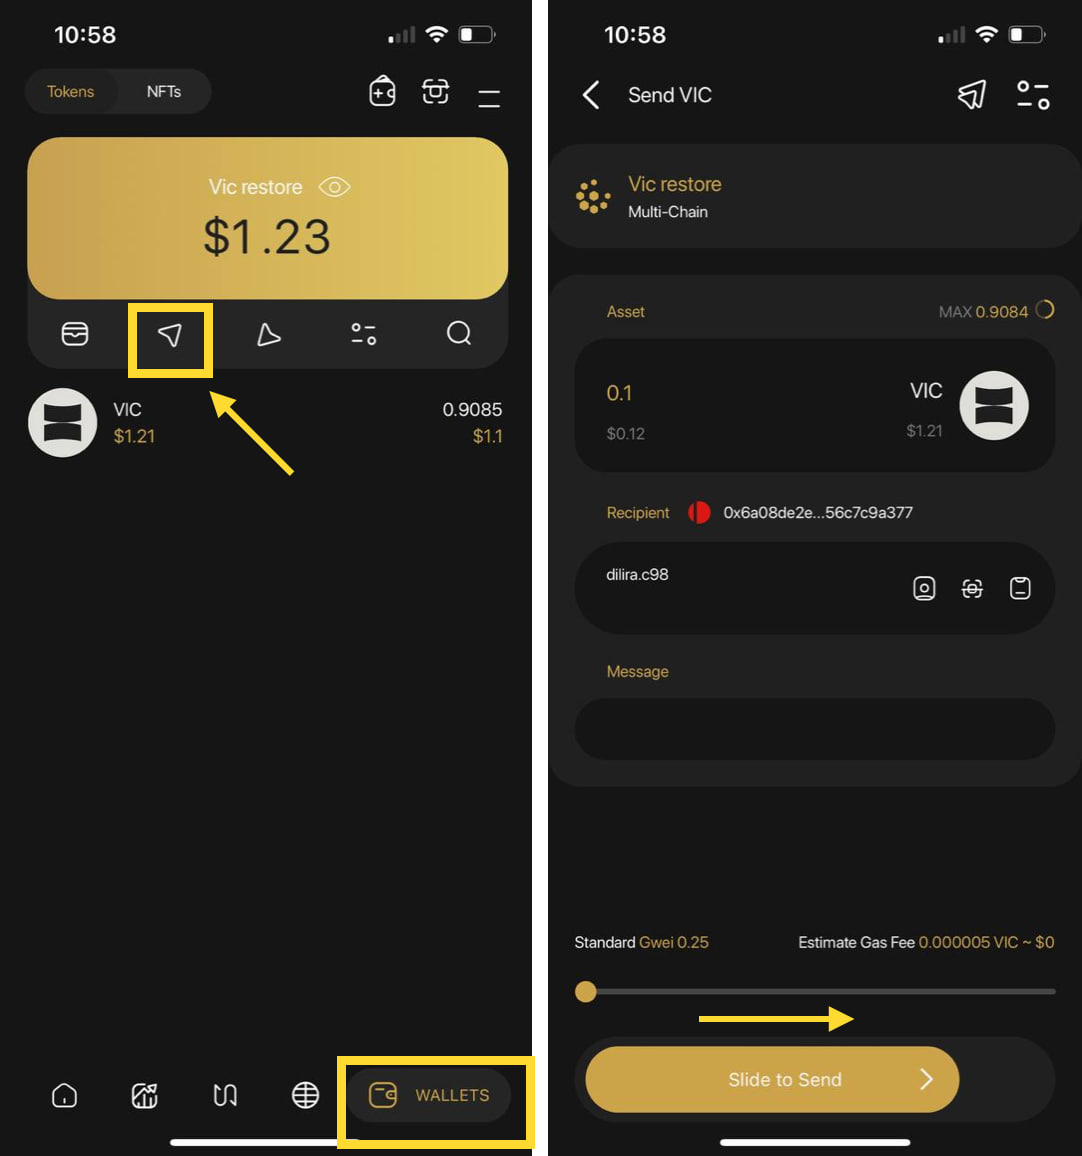 10:58
Tokens NFTs
Vic restore
$1.23
VIC 0.9085
$1.21 $1.1
WALLETS
10:58
Send VIC
Vic restore
Multi-Chain
Asset MAX 0.9084
0.1 VIC
$0.12 $1.21
Recipient 0x6a08de2e...56c7c9a377
dilira.c98
Message
Standard Gwei 0.25 Estimate Gas Fee 0.000005 VIC ~ $0
Slide to Send